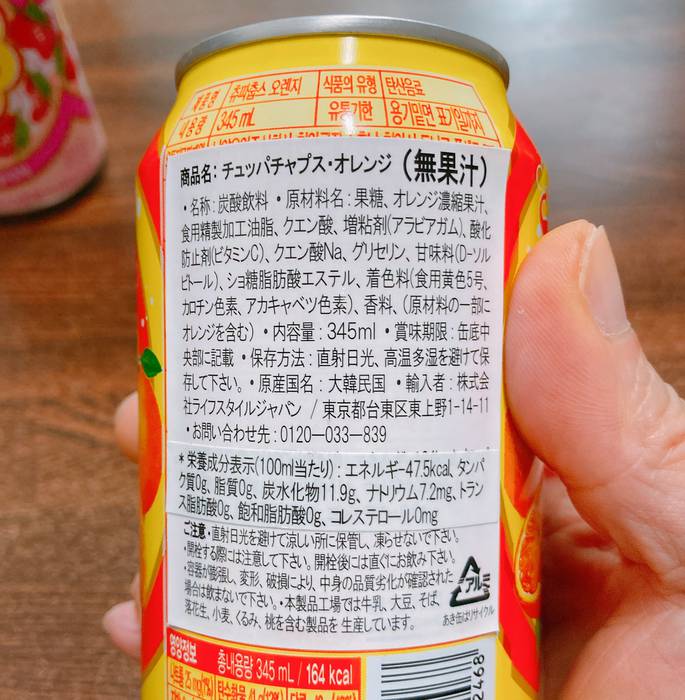 제품명 츄파춥스 오렌지 식품의 유형 탄산음료
내용량 345 ml 유통기한 용기밑면 표기일까지
商品名: チュッパチャプス・オレンジ (無果汁)
・名称 : 炭酸飲料 ・原材料名 : 果糖、オレンジ濃縮果汁、
食用精製加工油脂、クエン酸、増粘剤(アラビアガム)、酸化
防止剤(ビタミンC)、クエン酸Na、グリセリン、甘味料(D-ソル
ビトール)、ショ糖脂肪酸エステル、着色料(食用黄色5号、
カロチン色素、アカキャベツ色素)、香料、(原材料の一部に
オレンジを含む) ・内容量 : 345ml ・賞味期限 : 缶底中
央部に記載 ・保存方法 : 直射日光、高温多湿を避けて保
存して下さい。・原産国名 : 大韓民国 ・輸入者 : 株式会
社ライフスタイルジャパン / 東京都台東区東上野1-14-11
・お問い合わせ先 : 0120―033―839
* 栄養成分表示(100ml当たり) : エネルギー47.5kcal, タンパ
ク質0g, 脂質0g, 炭水化物11.9g, ナトリウム7.2mg, トラン
ス脂肪酸0g, 飽和脂肪酸0g, コレステロール0mg
ご注意・直射日光を避けて涼しい所に保管し、凍らせないで下さい。
・開栓する際には注意して下さい。開栓後には直ぐにお飲み下さい。
・容器が膨張し、変形、破損により、中身の品質劣化が確認された
場合は飲まないで下さい。・本製品工場では牛乳、大豆、そば
落花生、小麦、くるみ、桃を含む製品を 生産しています。
アルミ
あき缶はリサイクル
영양정보 총내용량 345 mL / 164 kcal